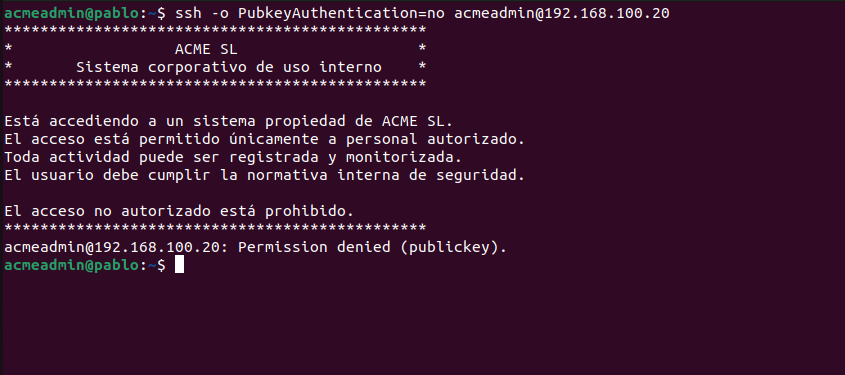 acmeadmin@pablo:~$ ssh -o PubkeyAuthentication=no acmeadmin@192.168.100.20
***********************************************
*                  ACME SL                    *
*       Sistema corporativo de uso interno    *
***********************************************

Está accediendo a un sistema propiedad de ACME SL.
El acceso está permitido únicamente a personal autorizado.
Toda actividad puede ser registrada y monitorizada.
El usuario debe cumplir la normativa interna de seguridad.

El acceso no autorizado está prohibido.
***********************************************
acmeadmin@192.168.100.20: Permission denied (publickey).
acmeadmin@pablo:~$